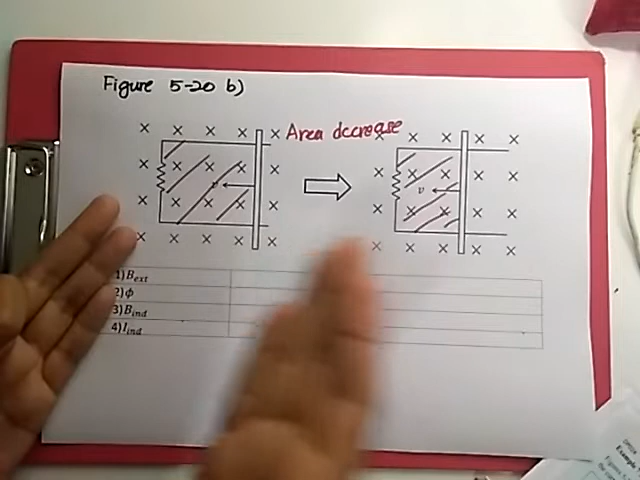 Figure 5-20 b)
Area decrease
v
v
1)B_ext
2)ϕ
3)B_ind
4)I_ind